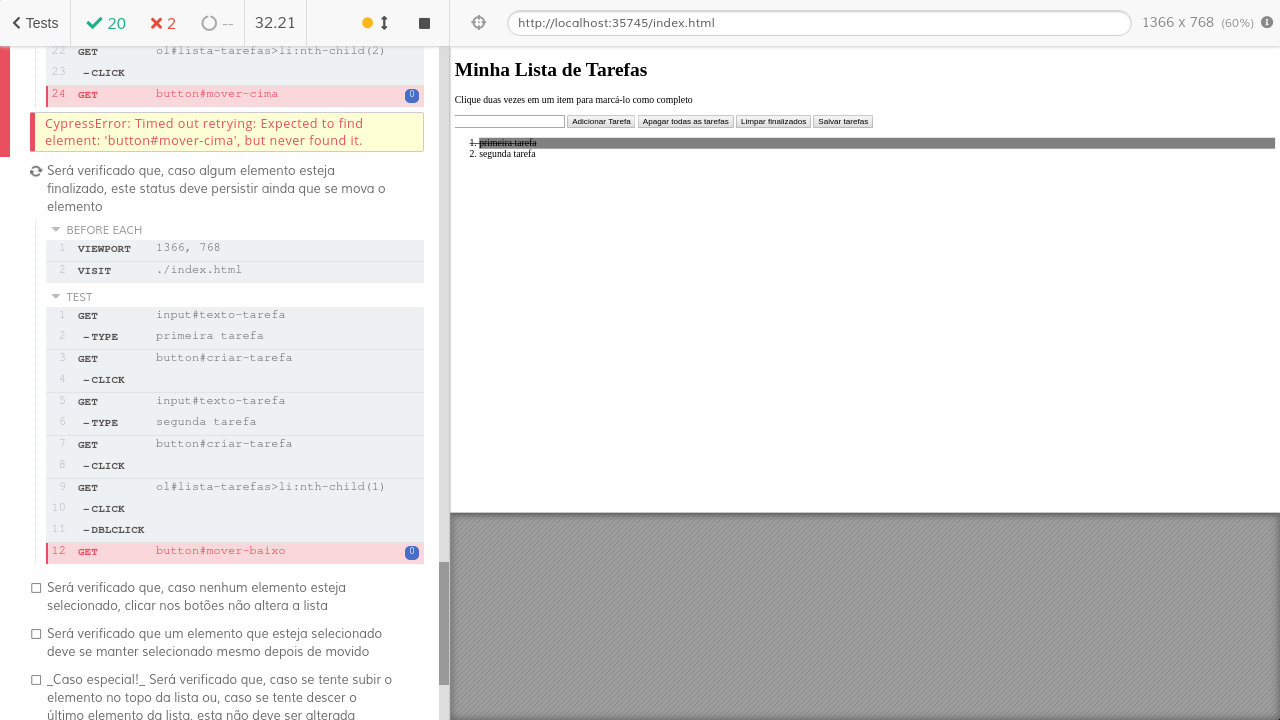 Tests
20
2
--
32.21
http://localhost:35745/index.html
1366 x 768 (60%)
22 GET ol#lista-tarefas>li:nth-child(2)
23 -CLICK
24 GET button#mover-cima 0
CypressError: Timed out retrying: Expected to find
element: 'button#mover-cima', but never found it.
Será verificado que, caso algum elemento esteja
finalizado, este status deve persistir ainda que se mova o
elemento
BEFORE EACH
1 VIEWPORT 1366, 768
2 VISIT ./index.html
TEST
1 GET input#texto-tarefa
2 -TYPE primeira tarefa
3 GET button#criar-tarefa
4 -CLICK
5 GET input#texto-tarefa
6 -TYPE segunda tarefa
7 GET button#criar-tarefa
8 -CLICK
9 GET ol#lista-tarefas>li:nth-child(1)
10 -CLICK
11 -DBLCLICK
12 GET button#mover-baixo 0
Será verificado que, caso nenhum elemento esteja
selecionado, clicar nos botões não altera a lista
Será verificado que um elemento que esteja selecionado
deve se manter selecionado mesmo depois de movido
_Caso especial!_ Será verificado que, caso se tente subir o
elemento no topo da lista ou, caso se tente descer o
último elemento da lista, esta não deve ser alterada
Minha Lista de Tarefas
Clique duas vezes em um item para marcá-lo como completo
Adicionar Tarefa Apagar todas as tarefas Limpar finalizados Salvar tarefas
1. primeira tarefa
2. segunda tarefa